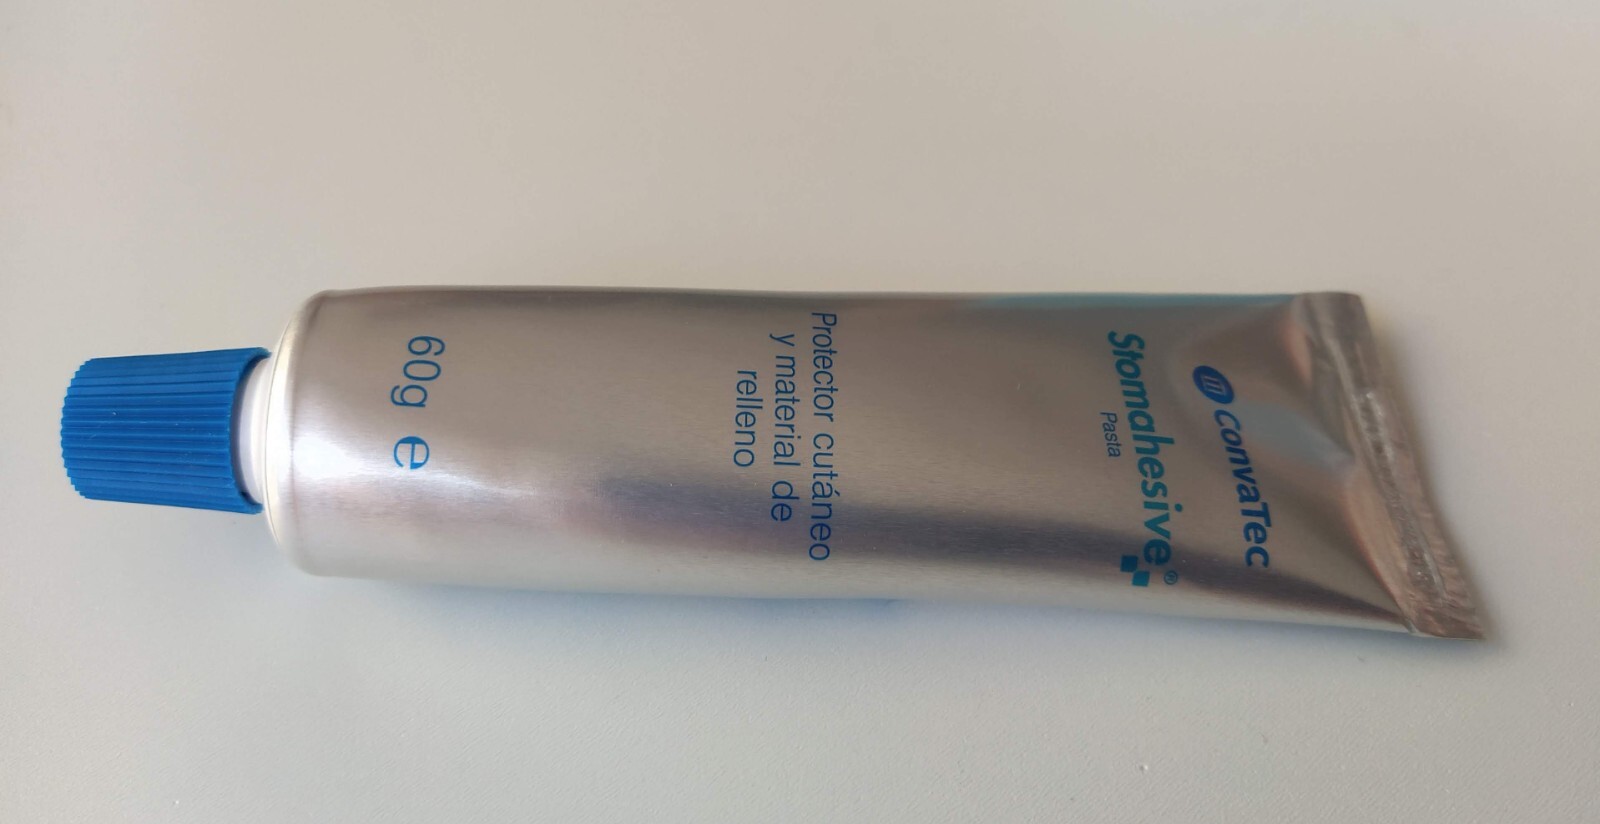 ConvaTec
Stomahesive®
Pasta
Protector cutáneo
y material de
relleno
60g e